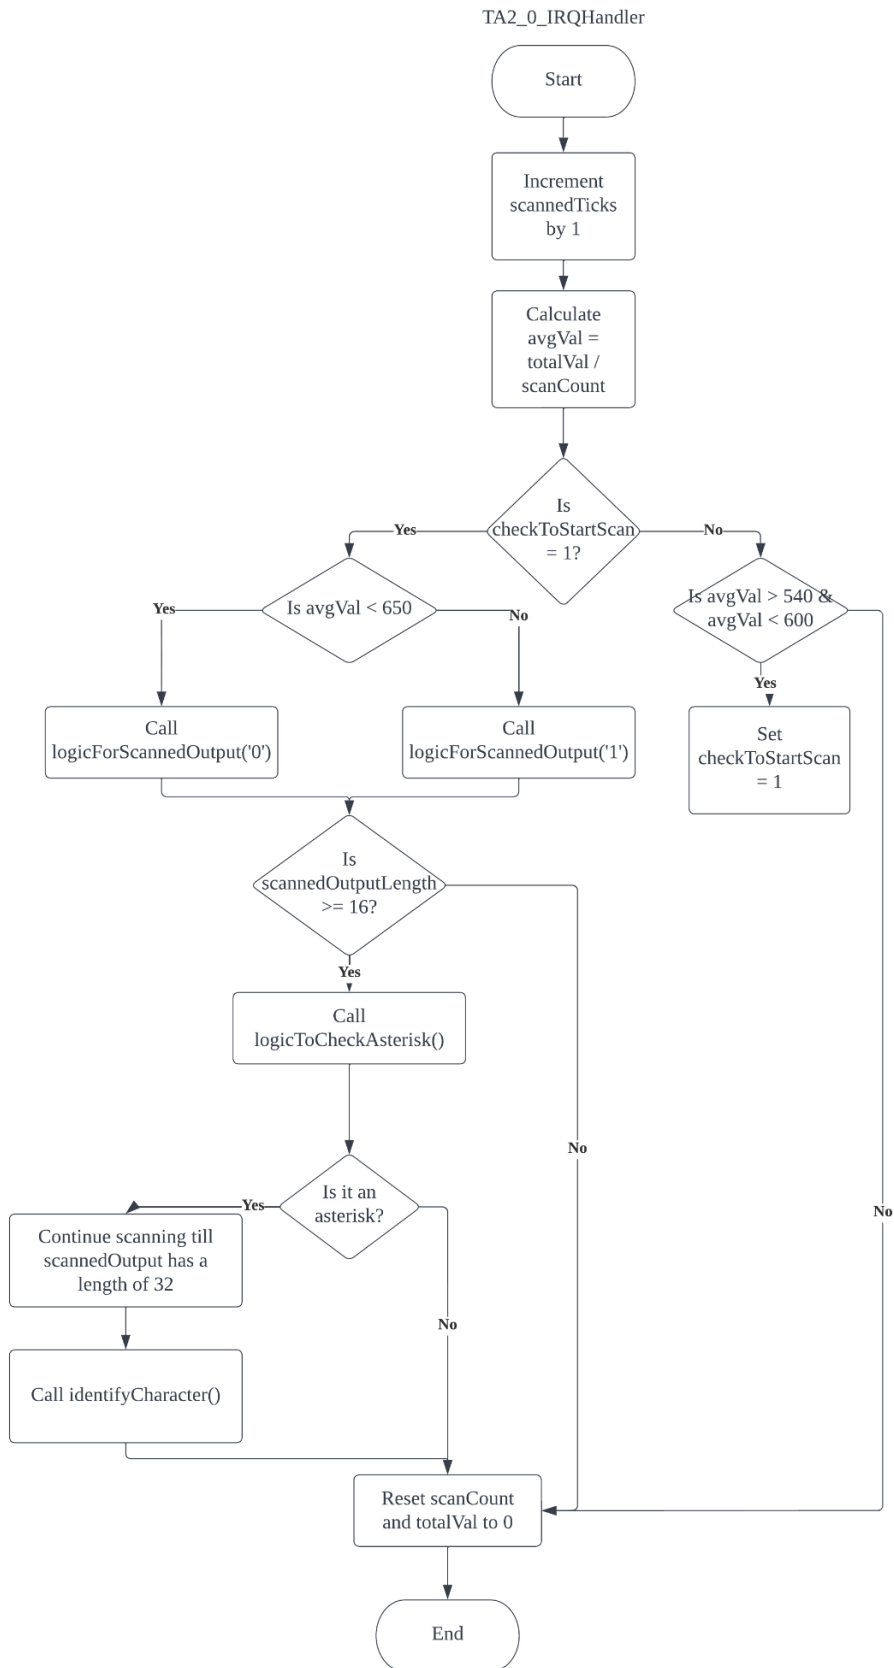 TA2_0_IRQHandler
Start
Increment
scannedTicks
by 1
Calculate
avgVal =
totalVal /
scanCount
Is
checkToStartScan
= 1?
Yes
No
Is avgVal < 650
Is avgVal > 540 &
avgVal < 600
Yes
No
Yes
Call
logicForScannedOutput('0')
Call
logicForScannedOutput('1')
Set
checkToStartScan
= 1
Is
scannedOutputLength
>= 16?
Yes
Call
logicToCheckAsterisk()
No
Is it an
asterisk?
Yes
No
Continue scanning till
scannedOutput has a
length of 32
No
Call identifyCharacter()
Reset scanCount
and totalVal to 0
End